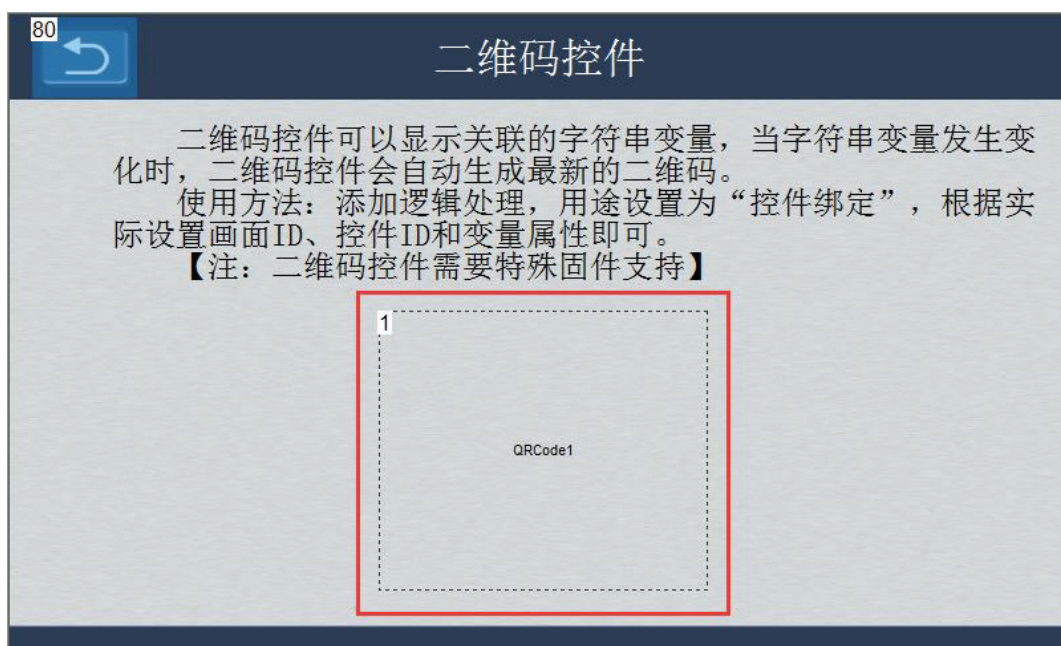 80
二维码控件
二维码控件可以显示关联的字符串变量，当字符串变量发生变
化时，二维码控件会自动生成最新的二维码。
使用方法：添加逻辑处理，用途设置为“控件绑定”，根据实
际设置画面ID、控件ID和变量属性即可。
【注：二维码控件需要特殊固件支持】
1
QRCode1